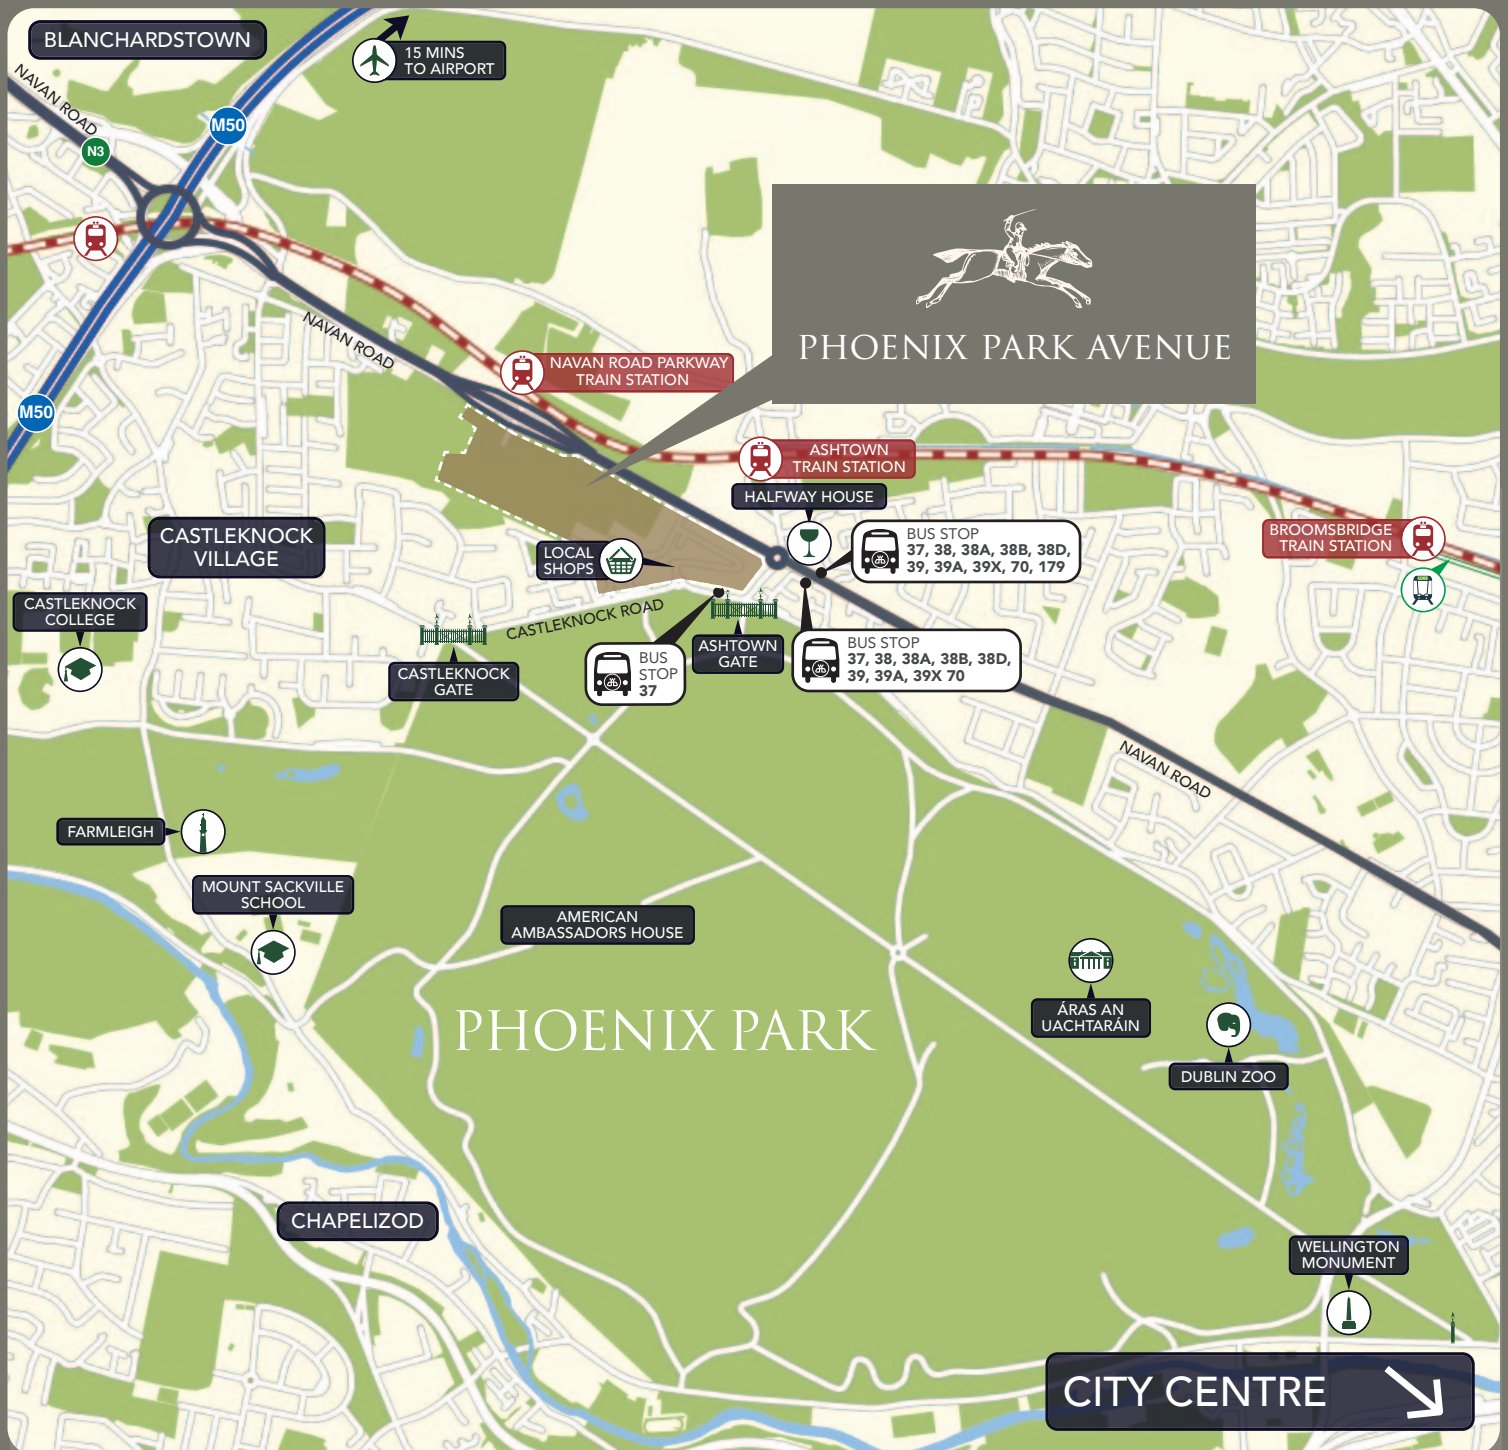 BLANCHARDSTOWN
15 MINS
TO AIRPORT
NAVAN ROAD
M50
N3
PHOENIX PARK AVENUE
NAVAN ROAD
NAVAN ROAD PARKWAY
TRAIN STATION
M50
ASHTOWN
TRAIN STATION
HALFWAY HOUSE
BROOMSBRIDGE
TRAIN STATION
CASTLEKNOCK
VILLAGE
LOCAL
SHOPS
BUS STOP
37, 38, 38A, 38B, 38D,
39, 39A, 39X, 70, 179
CASTLEKNOCK
COLLEGE
CASTLEKNOCK ROAD
CASTLEKNOCK
GATE
BUS
STOP
37
ASHTOWN
GATE
BUS STOP
37, 38, 38A, 38B, 38D,
39, 39A, 39X 70
NAVAN ROAD
FARMLEIGH
MOUNT SACKVILLE
SCHOOL
AMERICAN
AMBASSADORS HOUSE
PHOENIX PARK
ÁRAS AN
UACHTARÁIN
DUBLIN ZOO
CHAPELIZOD
WELLINGTON
MONUMENT
CITY CENTRE